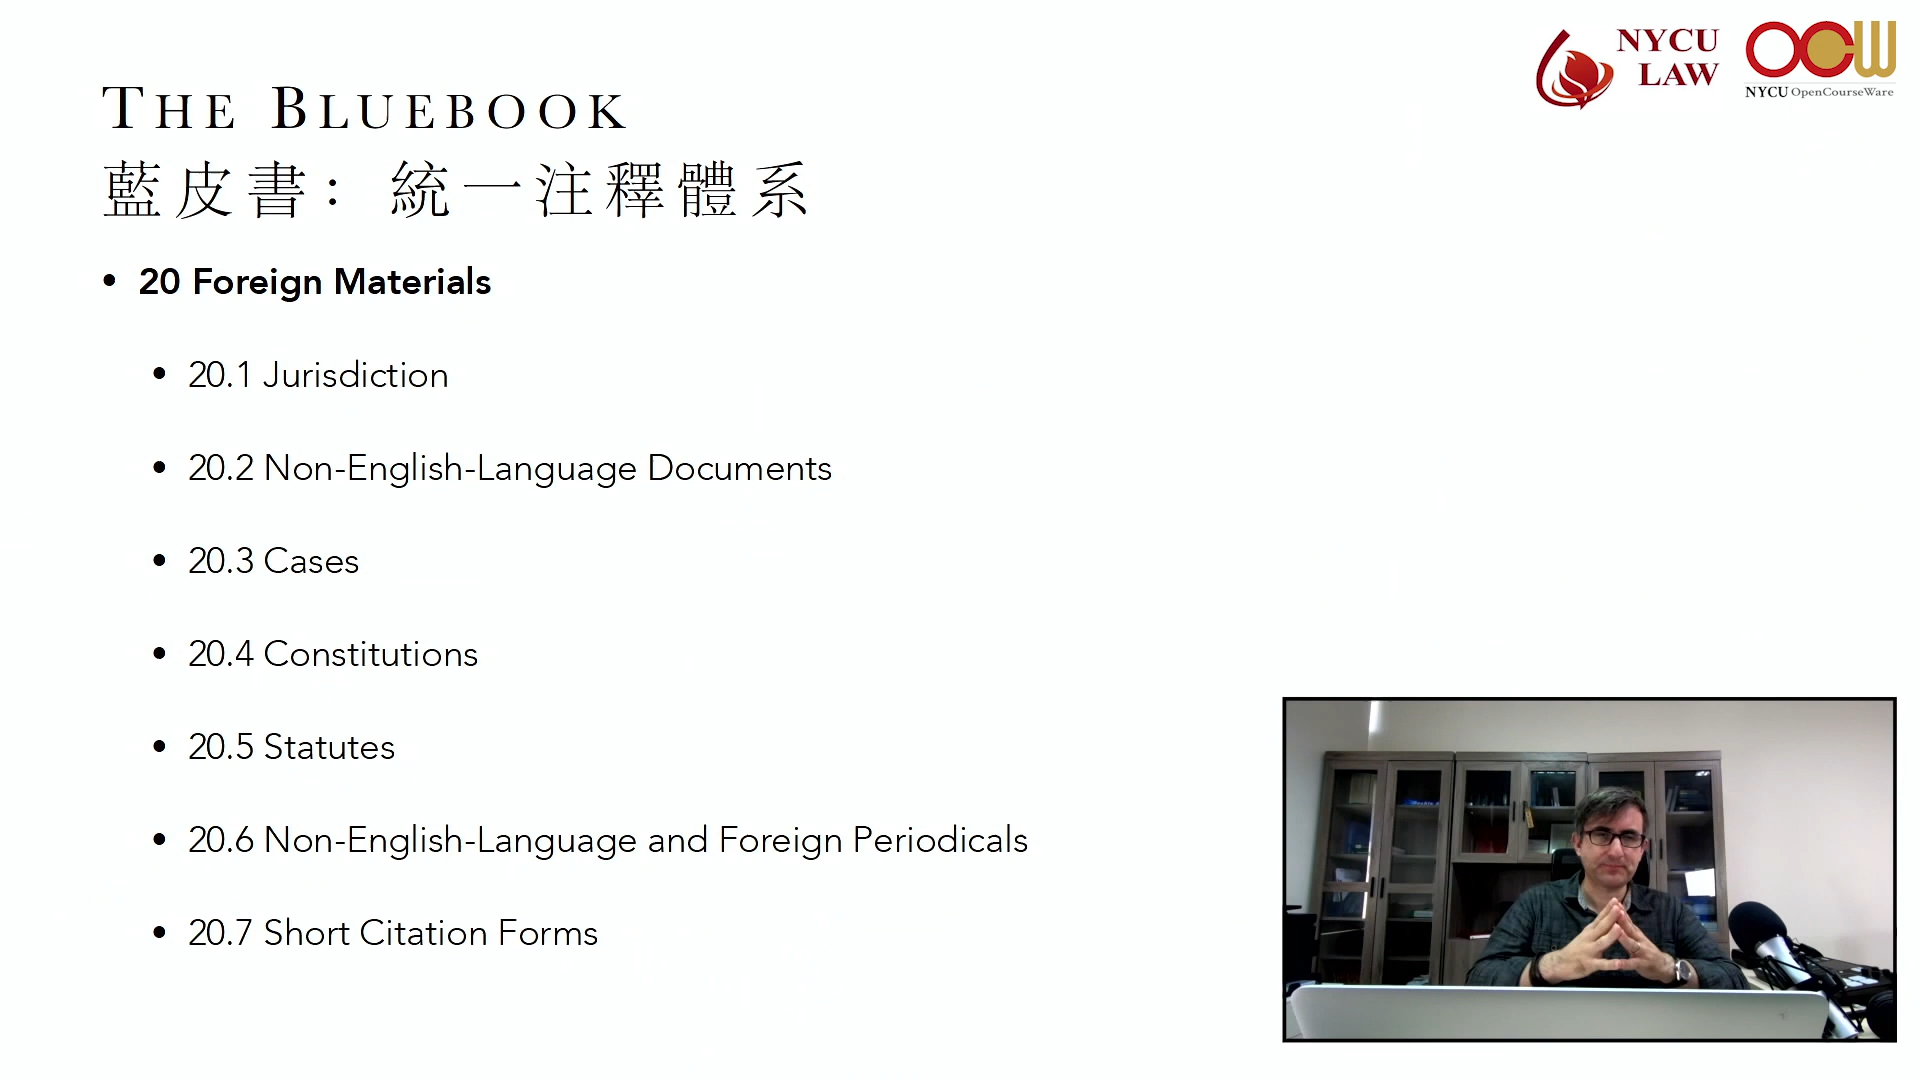 NYCU
LAW
OCW
NYCU OpenCourseWare
THE BLUEBOOK
藍皮書：統一注釋體系
• 20 Foreign Materials
• 20.1 Jurisdiction
• 20.2 Non-English-Language Documents
• 20.3 Cases
• 20.4 Constitutions
• 20.5 Statutes
• 20.6 Non-English-Language and Foreign Periodicals
• 20.7 Short Citation Forms